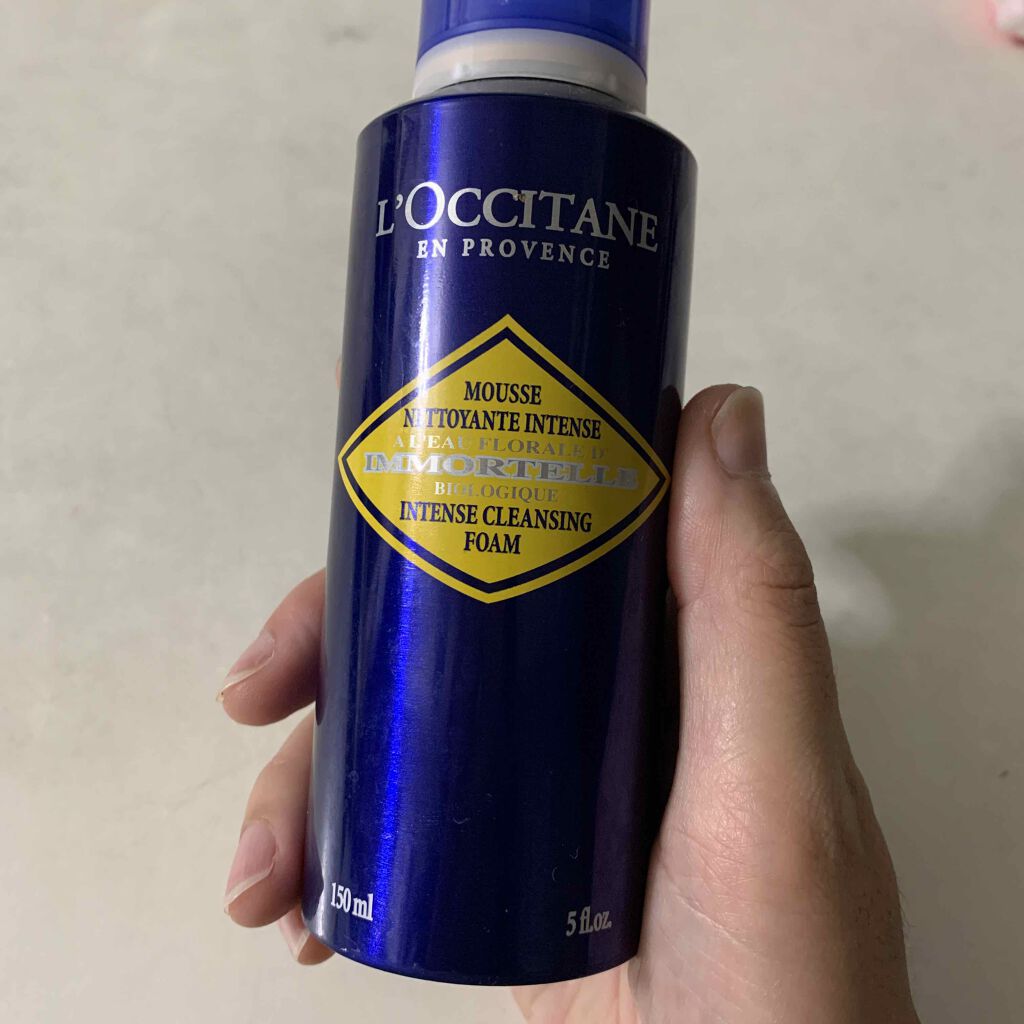 L'OCCITANE
EN PROVENCE
MOUSSE
NETTOYANTE INTENSE
A L'EAU FLORALE D'
IMMORTELLE
BIOLOGIQUE
INTENSE CLEANSING
FOAM
150 ml
5 fl.oz.